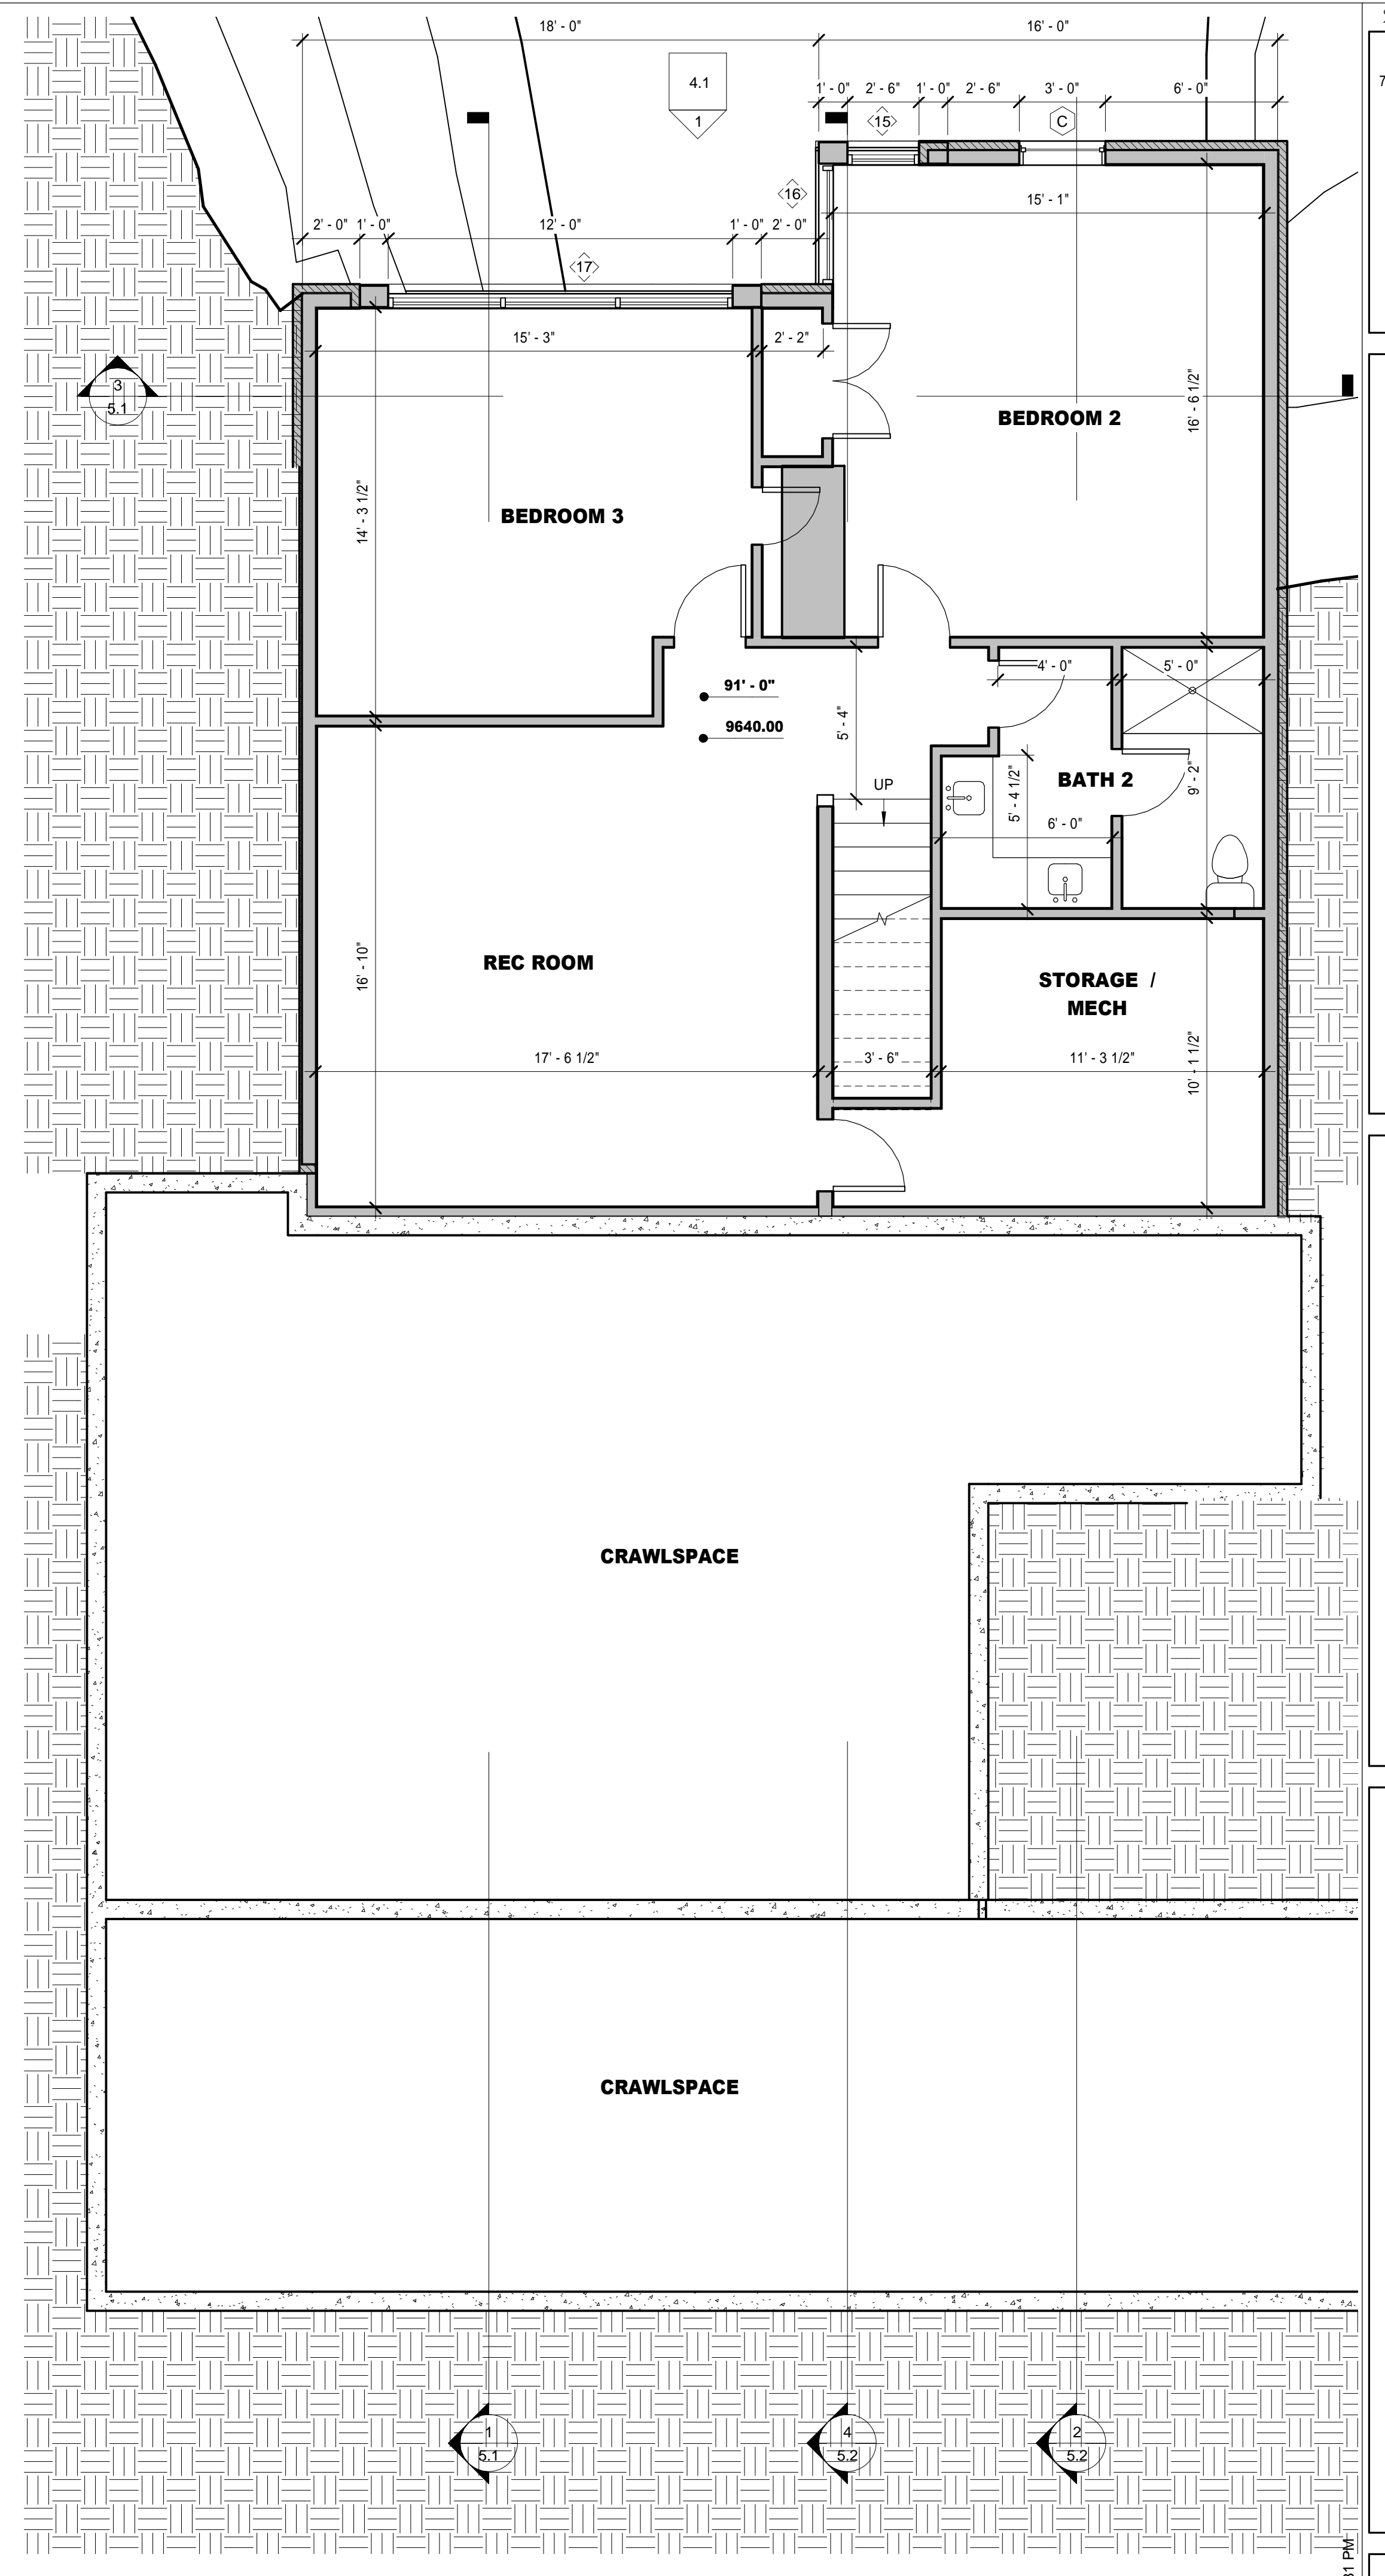 18' - 0"
16' - 0"
4.1
1
1' - 0"
2' - 6"
1' - 0"
2' - 6"
3' - 0"
6' - 0"
7
15
C
16
15' - 1"
2' - 0"
1' - 0"
12' - 0"
1' - 0"
2' - 0"
17
15' - 3"
2' - 2"
3
5.1
16' - 6 1/2"
BEDROOM 2
14' - 3 1/2"
BEDROOM 3
91' - 0"
9640.00
5' - 4"
4' - 0"
5' - 0"
UP
5' - 4 1/2"
BATH 2
9' - 2"
6' - 0"
16' - 10"
REC ROOM
STORAGE /
MECH
17' - 6 1/2"
3' - 6"
11' - 3 1/2"
10' - 1 1/2"
CRAWLSPACE
CRAWLSPACE
1
5.1
4
5.2
2
5.2
PM